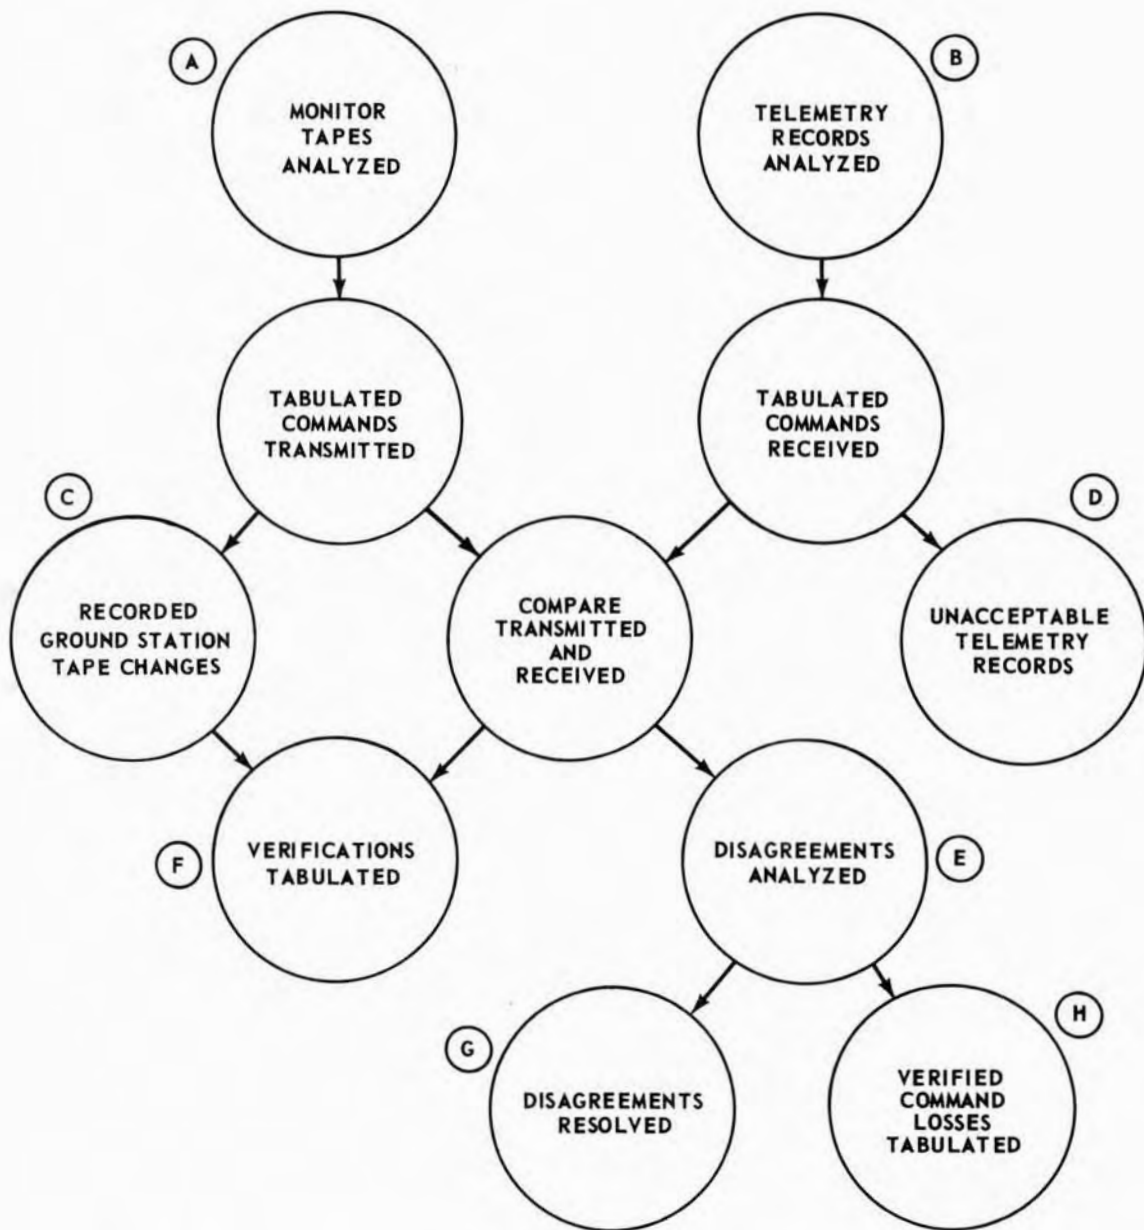 A
MONITOR
TAPES
ANALYZED
B
TELEMETRY
RECORDS
ANALYZED
TABULATED
COMMANDS
TRANSMITTED
TABULATED
COMMANDS
RECEIVED
C
RECORDED
GROUND STATION
TAPE CHANGES
COMPARE
TRANSMITTED
AND
RECEIVED
D
UNACCEPTABLE
TELEMETRY
RECORDS
F
VERIFICATIONS
TABULATED
DISAGREEMENTS
ANALYZED
E
G
DISAGREEMENTS
RESOLVED
H
VERIFIED
COMMAND
LOSSES
TABULATED